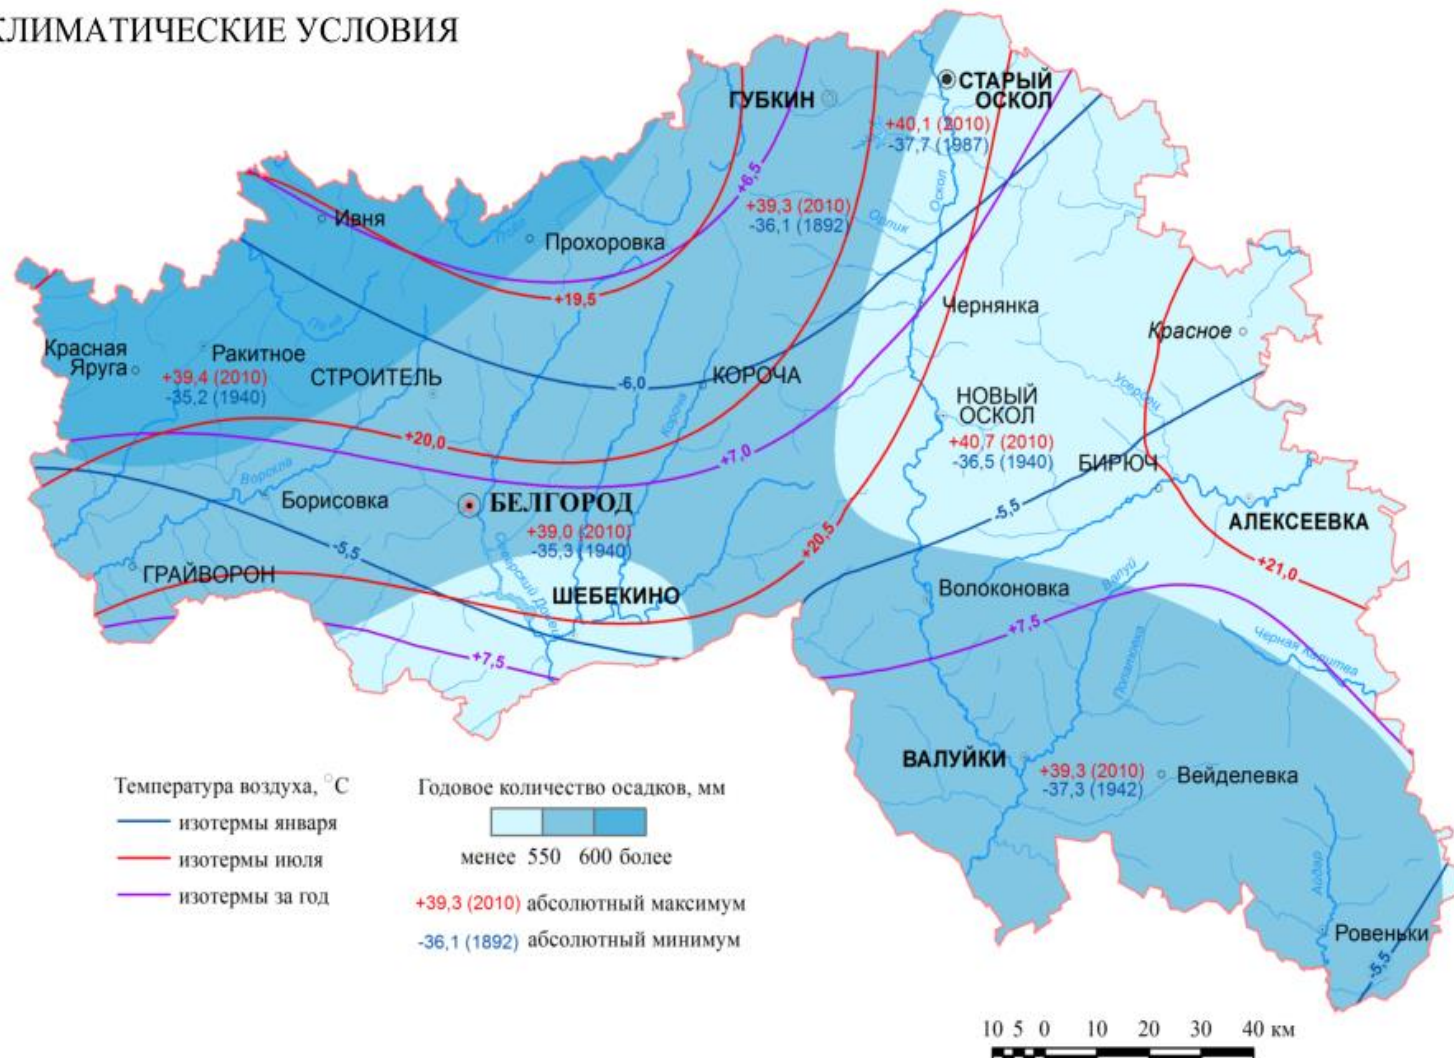 КЛИМАТИЧЕСКИЕ УСЛОВИЯ
СТАРЫЙ
ОСКОЛ
ГУБКИН
+40,1 (2010)
-37,7 (1987)
+6,5
Оскол
+39,3 (2010)
-36,1 (1892)
Орлик
Ивня
Прохоровка
+19,5
Чернянка
Красное
Пена
Красная
Яруга
Ракитное
+39,4 (2010)
-35,2 (1940)
СТРОИТЕЛЬ
-6,0
КОРОЧА
Короча
Усердец
НОВЫЙ
ОСКОЛ
+40,7 (2010)
-36,5 (1940)
+20,0
+7,0
БИРЮЧ
Ворскла
Борисовка
БЕЛГОРОД
+39,0 (2010)
-35,3 (1940)
-5,5
АЛЕКСЕЕВКА
-5,5
+20,5
+21,0
ГРАЙВОРОН
Северский Донец
ШЕБЕКИНО
Волоконовка
Валуй
+7,5
+7,5
Черная Калитва
ВАЛУЙКИ
+39,3 (2010)
-37,3 (1942)
Вейделевка
Айдар
Ровеньки
-5,5
Температура воздуха, °С
изотермы января
изотермы июля
изотермы за год
Годовое количество осадков, мм
менее 550 600 более
+39,3 (2010) абсолютный максимум
-36,1 (1892) абсолютный минимум
10 5 0 10 20 30 40 км